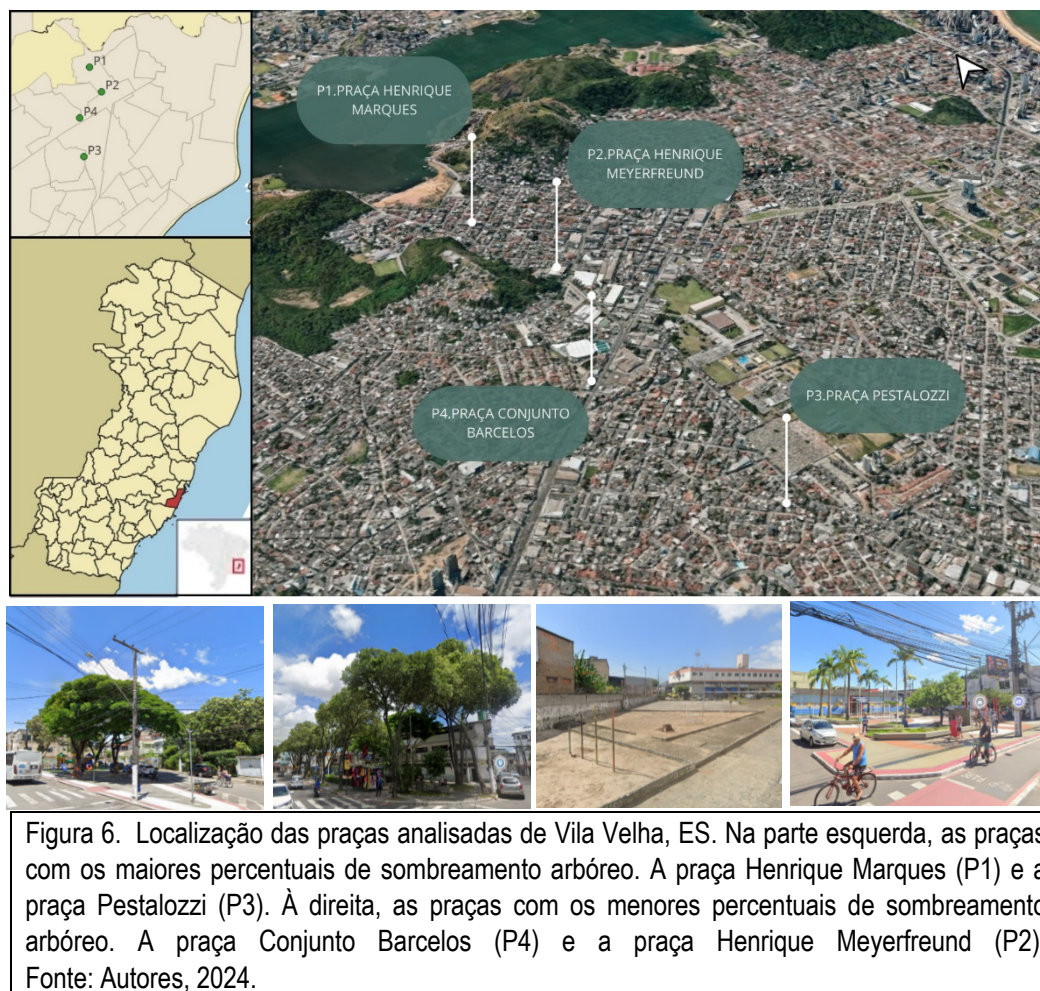 P1
P2
P4
P3
P1.PRAÇA HENRIQUE
MARQUES
P2.PRAÇA HENRIQUE
MEYERFREUND
P4.PRAÇA CONJUNTO
BARCELOS
P3.PRAÇA PESTALOZZI
Figura 6. Localização das praças analisadas de Vila Velha, ES. Na parte esquerda, as praças
com os maiores percentuais de sombreamento arbóreo. A praça Henrique Marques (P1) e a
praça Pestalozzi (P3). À direita, as praças com os menores percentuais de sombreamento
arbóreo. A praça Conjunto Barcelos (P4) e a praça Henrique Meyerfreund (P2)
Fonte: Autores, 2024.